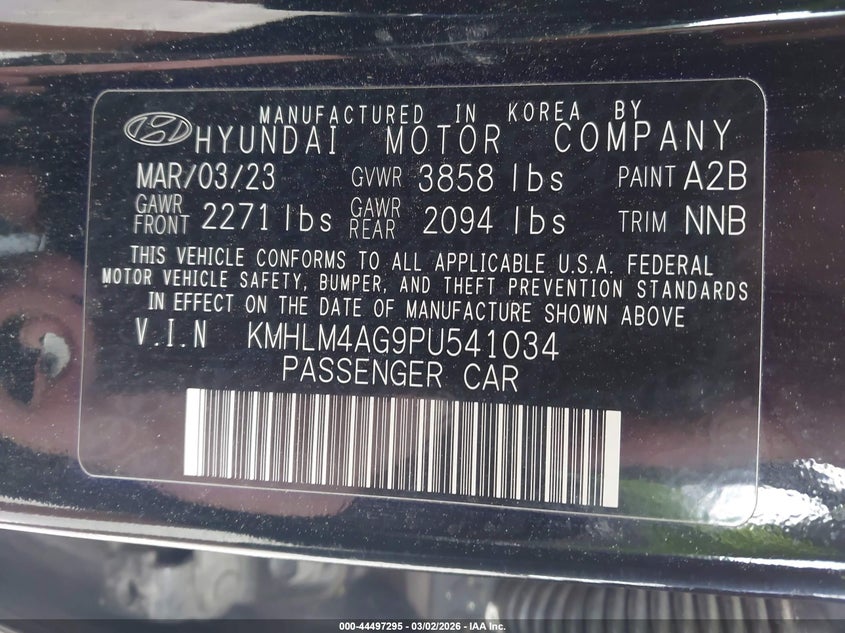 MANUFACTURED IN KOREA BY
HYUNDAI MOTOR COMPANY
MAR/03/23 GVWR 3858 lbs PAINT A2B
GAWR FRONT 2271 lbs GAWR REAR 2094 lbs TRIM NNB
THIS VEHICLE CONFORMS TO ALL APPLICABLE U.S.A. FEDERAL
MOTOR VEHICLE SAFETY, BUMPER, AND THEFT PREVENTION STANDARDS
IN EFFECT ON THE DATE OF MANUFACTURE SHOWN ABOVE
V.I.N KMHLM4AG9PU541034
PASSENGER CAR
000-44497295 - 03/02/2026 - IAA Inc.